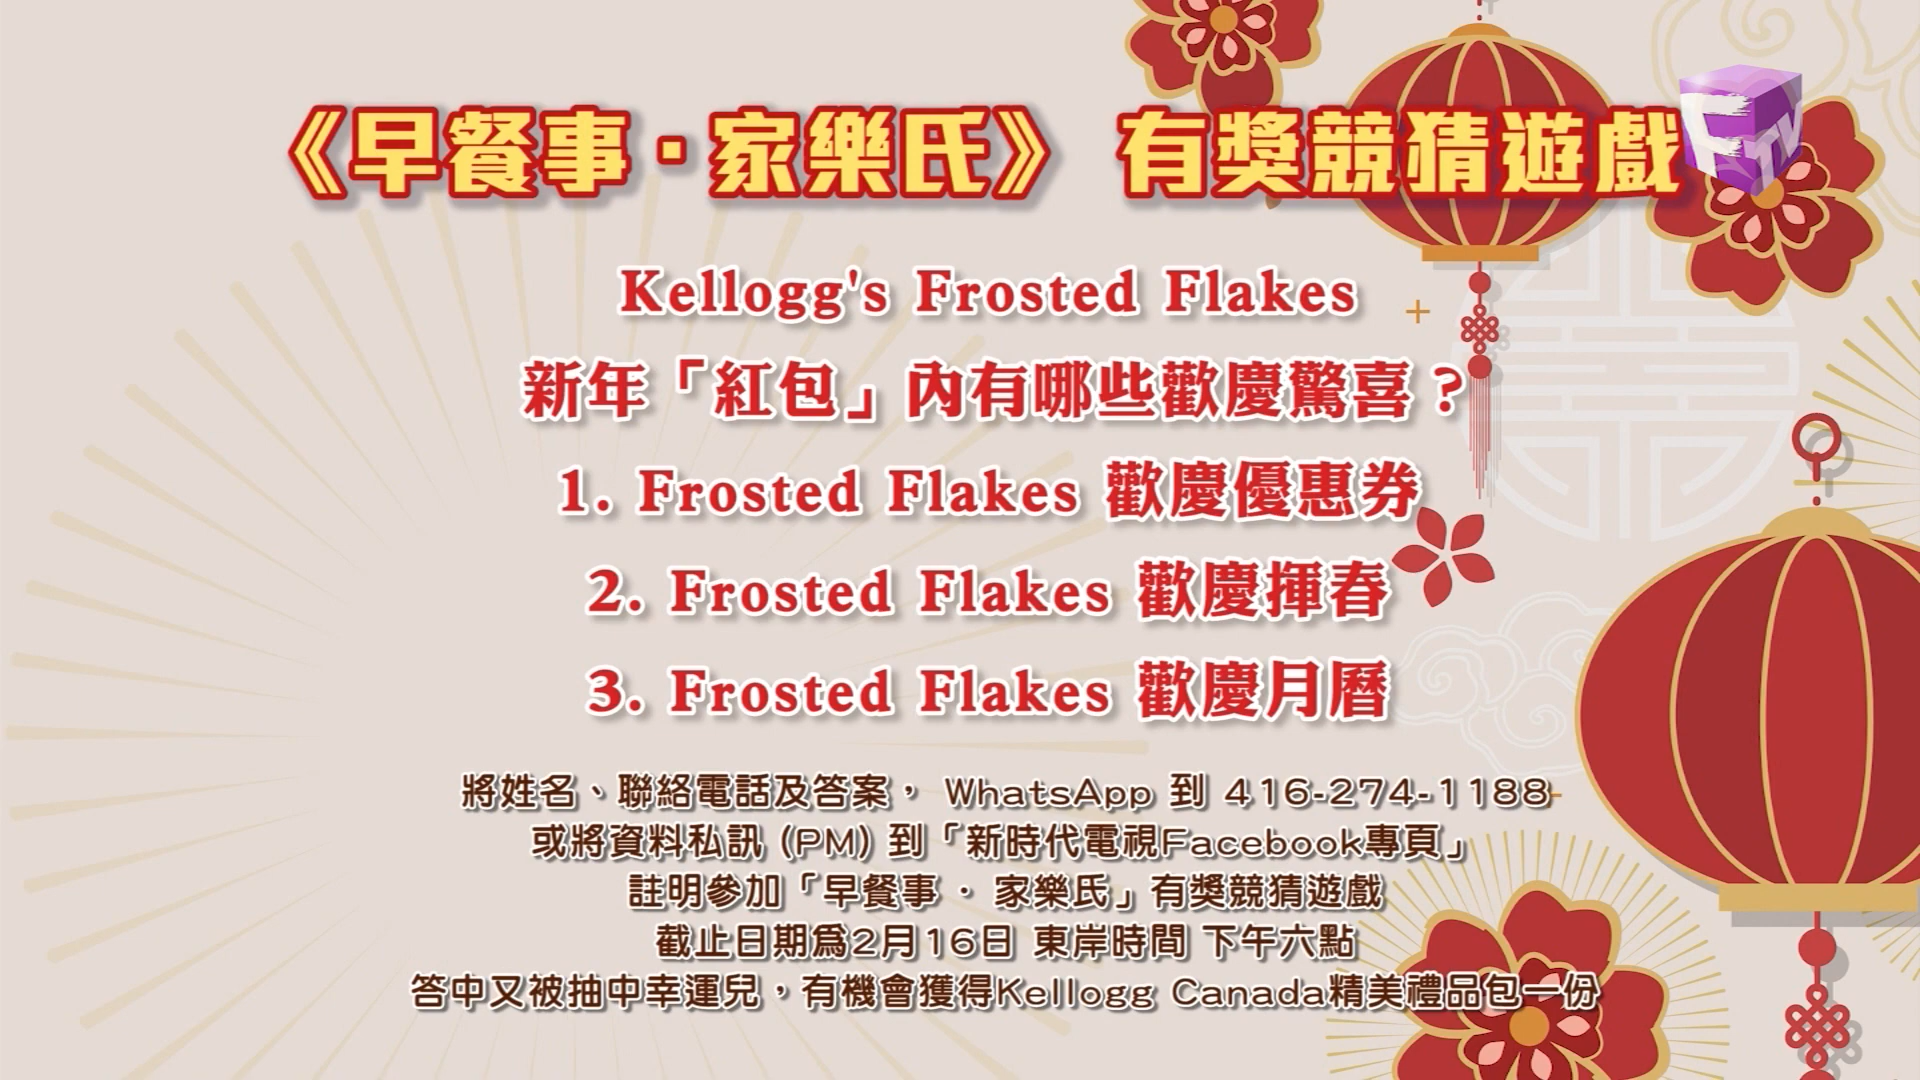 《早餐事·家樂氏》 有獎競猜遊戲
FTV
Kellogg's Frosted Flakes
新年「紅包」內有哪些歡慶驚喜？
1. Frosted Flakes 歡慶優惠券
2. Frosted Flakes 歡慶揮春
3. Frosted Flakes 歡慶月曆
將姓名、聯絡電話及答案， WhatsApp 到 416-274-1188
或將資料私訊 (PM) 到「新時代電視Facebook專頁」
註明參加「早餐事 · 家樂氏」有獎競猜遊戲
截止日期為2月16日 東岸時間 下午六點
答中又被抽中幸運兒，有機會獲得Kellogg Canada精美禮品包一份